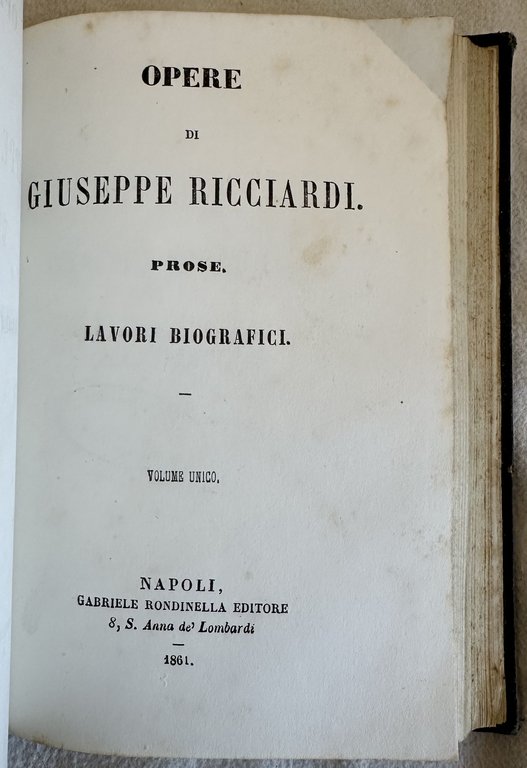 OPERE
DI
GIUSEPPE RICCIARDI.
PROSE.
LAVORI BIOGRAFICI.
—
VOLUME UNICO.
NAPOLI,
GABRIELE RONDINELLA EDITORE
8, S. Anna de' Lombardi
—
1861.